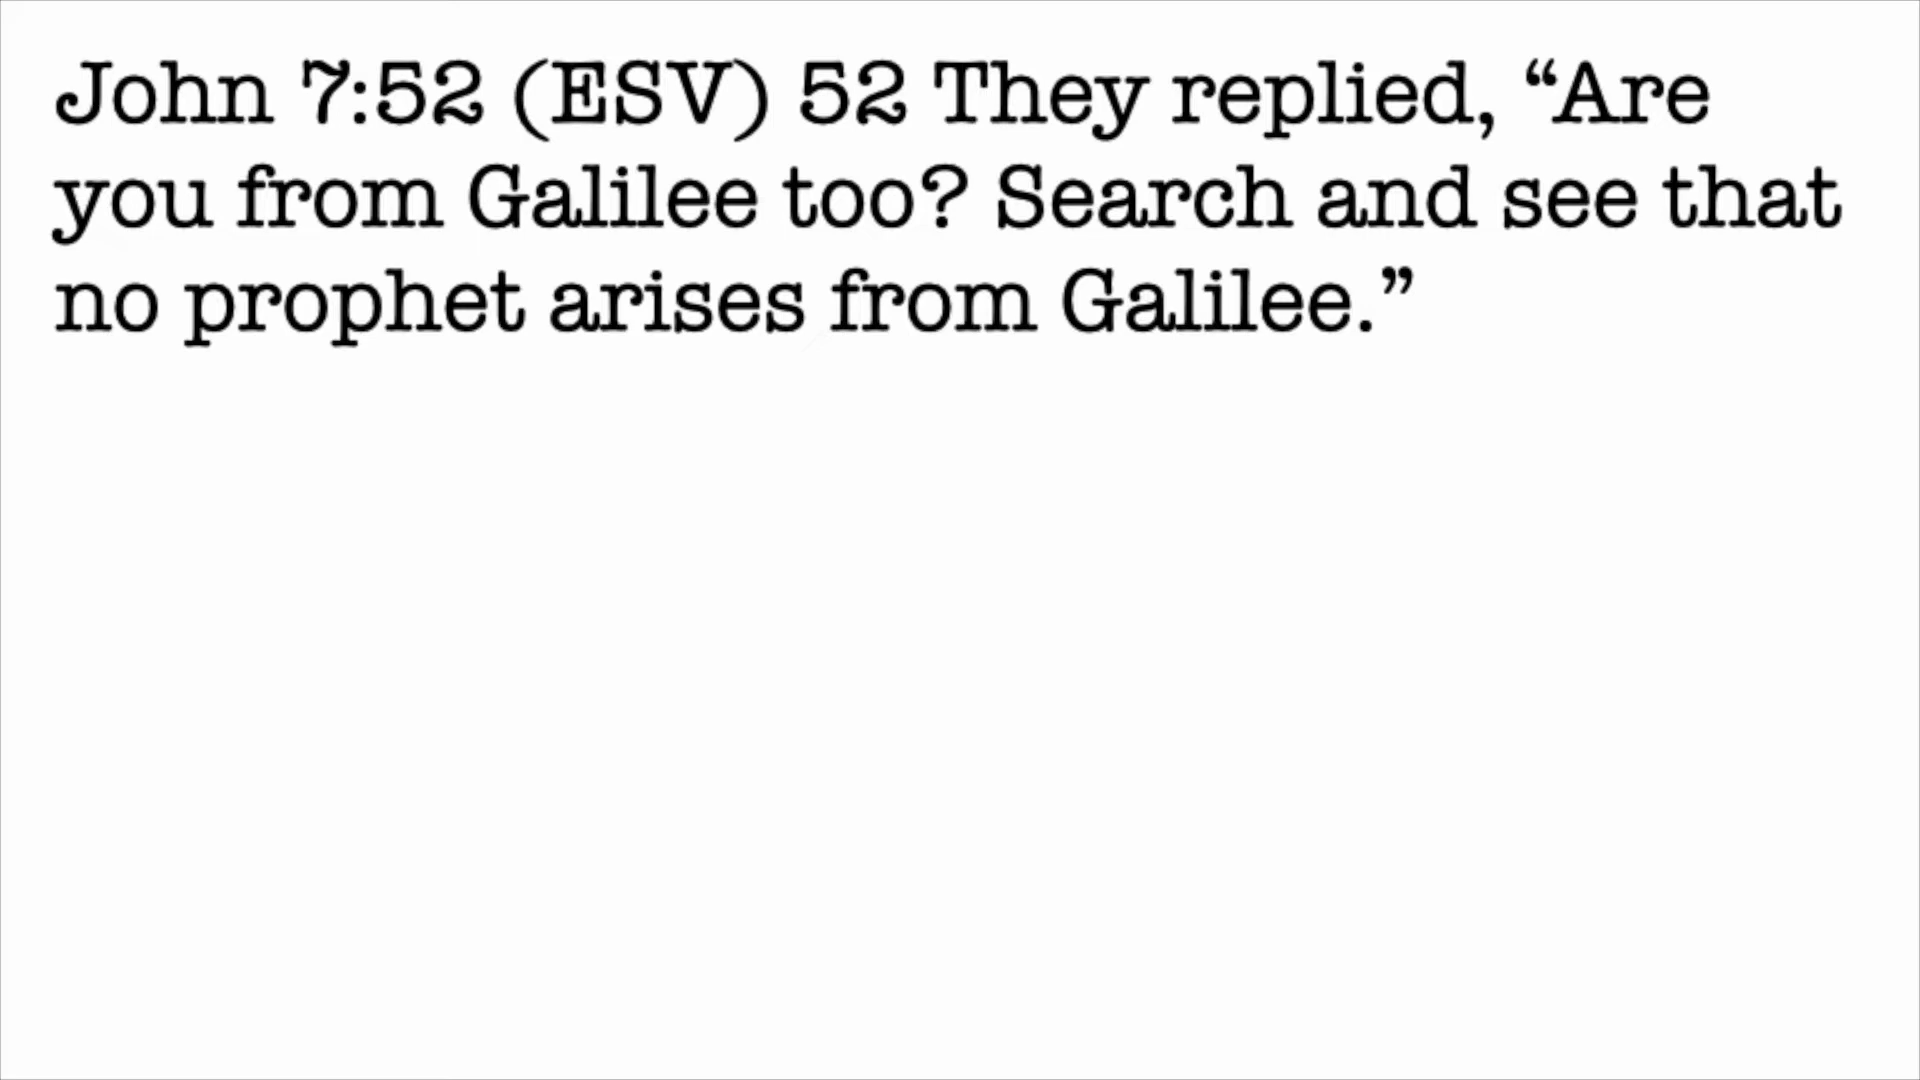 John 7:52 (ESV) 52 They replied, “Are
you from Galilee too? Search and see that
no prophet arises from Galilee.”